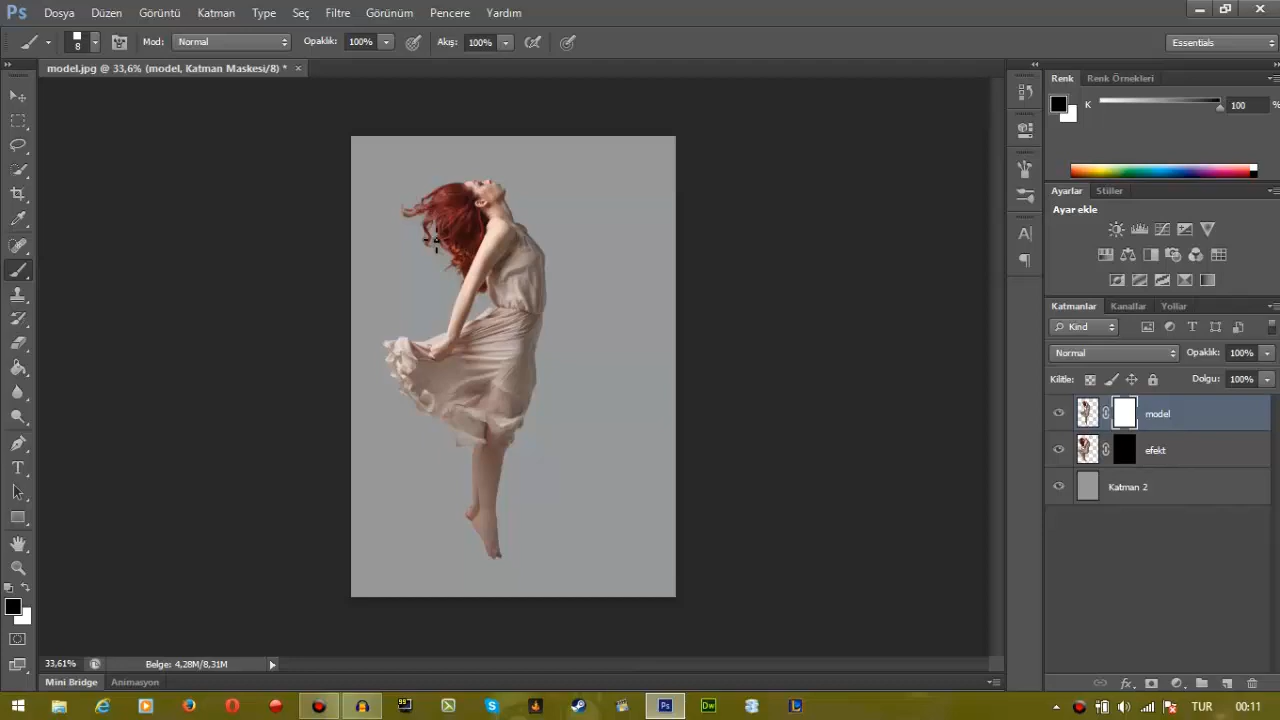 Ps Dosya Düzen Görüntü Katman Type Seç Filtre Görünüm Pencere Yardım
8 Mod: Normal Opaklık: 100% Akış: 100% Essentials
model.jpg @ 33,6% (model, Katman Maskesi/8) * ×
Renk Renk Örnekleri
K 100 %
Ayarlar Stiller
Ayar ekle
Katmanlar Kanallar Yollar
Kind
Normal Opaklık: 100%
Kilitle: Dolgu: 100%
model
efekt
Katman 2
33,61% Belge: 4,28M/8,31M
Mini Bridge Animasyon
Ps Dw L TUR 00:11